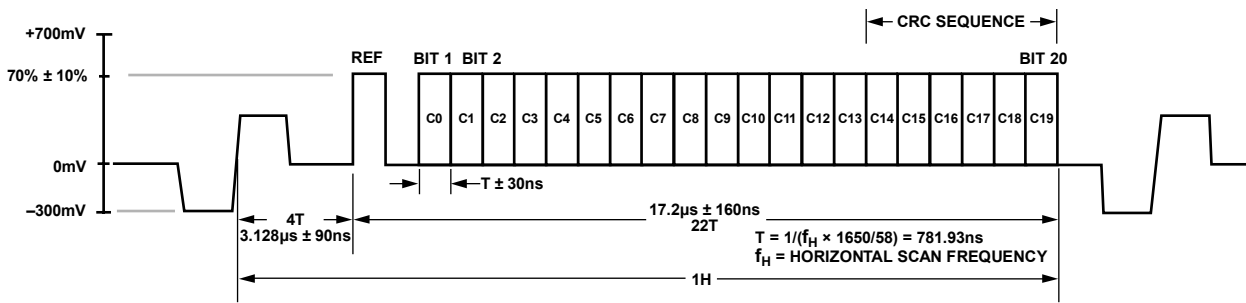 CRC SEQUENCE
+700mV
REF
BIT 1
BIT 2
BIT 20
70% ± 10%
C0
C1
C2
C3
C4
C5
C6
C7
C8
C9
C10
C11
C12
C13
C14
C15
C16
C17
C18
C19
0mV
T ± 30ns
–300mV
4T
3.128µs ± 90ns
17.2µs ± 160ns
22T
T = 1/(fH × 1650/58) = 781.93ns
fH = HORIZONTAL SCAN FREQUENCY
1H